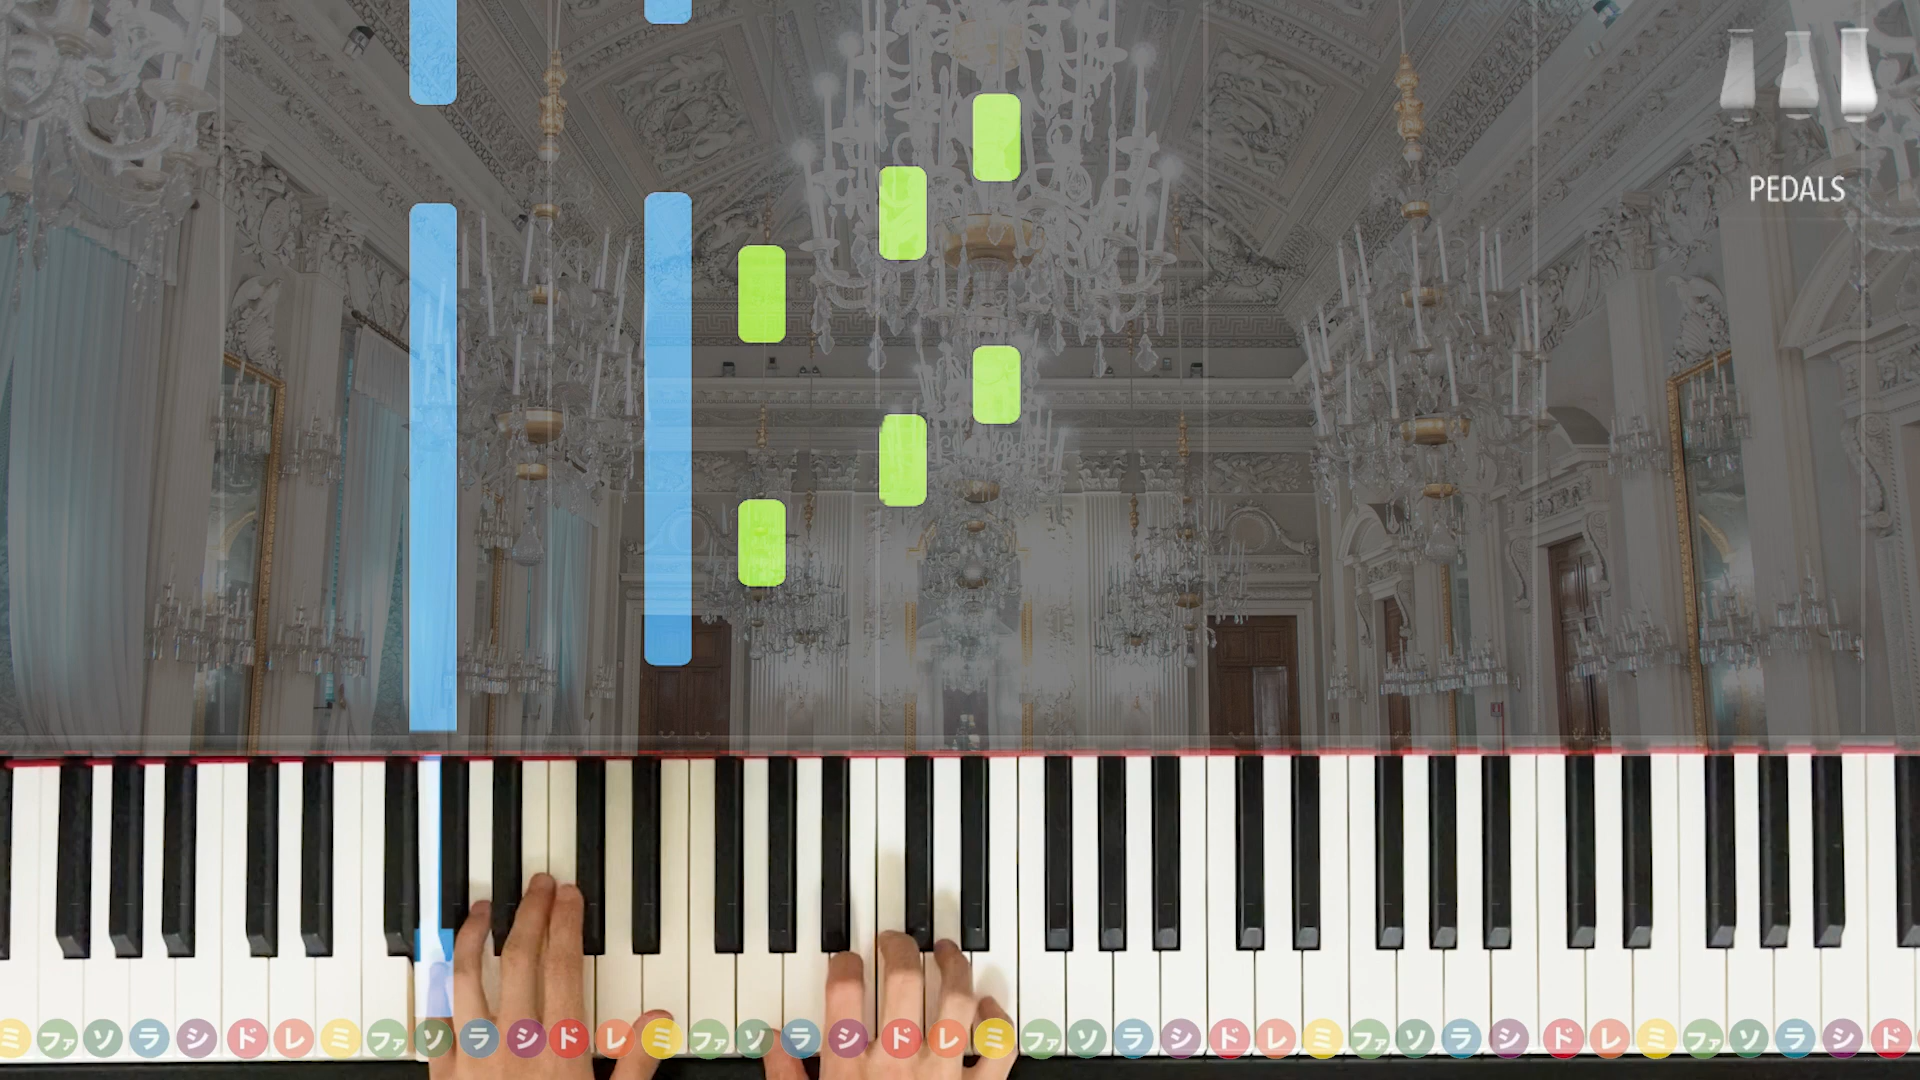 PEDALS
ミ ファ ソ ラ シ ド レ ミ ファ ソ ラ シ ド レ ミ ファ ソ ラ シ ド レ ミ ファ ソ ラ シ ド レ ミ ファ ソ ラ シ ド レ ミ ファ ソ ラ シ ド